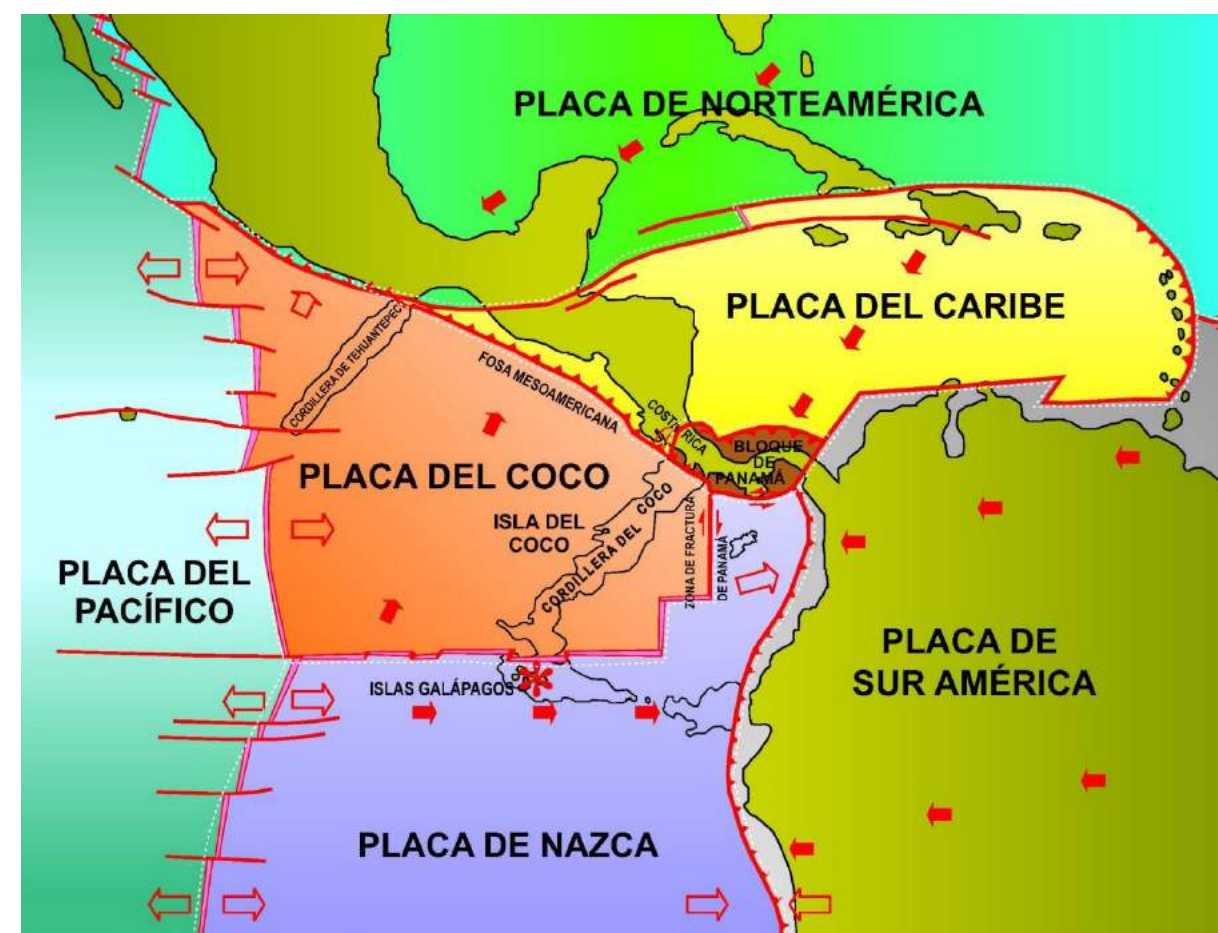 PLACA DE NORTEAMÉRICA
PLACA DEL CARIBE
CORDILLERA DE TEHUANTEPEC
FOSA MESOAMERICANA
COSTA RICA
BLOQUE
DE
PANAMÁ
PLACA DEL COCO
ISLA DEL
COCO
CORDILLERA DEL COCO
ZONA DE FRACTURA
DE PANAMÁ
PLACA DEL
PACÍFICO
PLACA DE
SUR AMÉRICA
ISLAS GALÁPAGOS
PLACA DE NAZCA